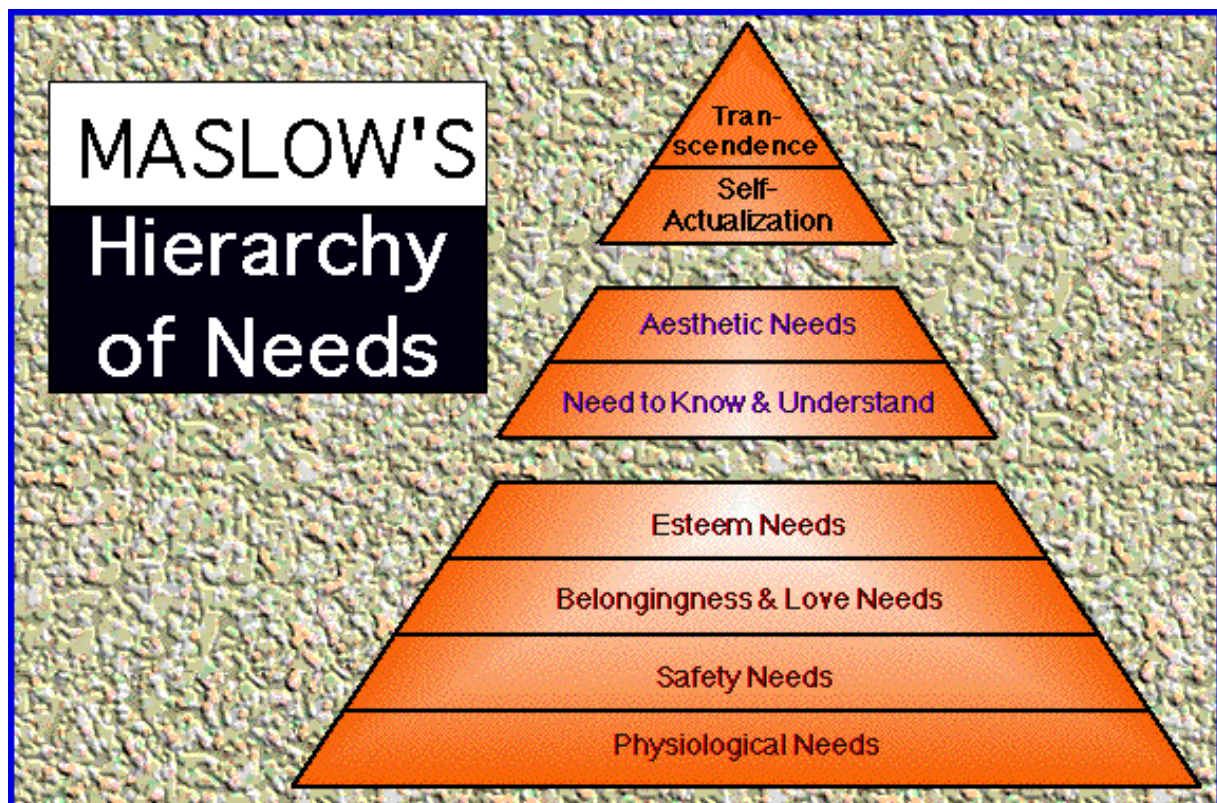 MASLOW'S
Hierarchy
of Needs
Tran-
scendence
Self-
Actualization
Aesthetic Needs
Need to Know & Understand
Esteem Needs
Belongingness & Love Needs
Safety Needs
Physiological Needs